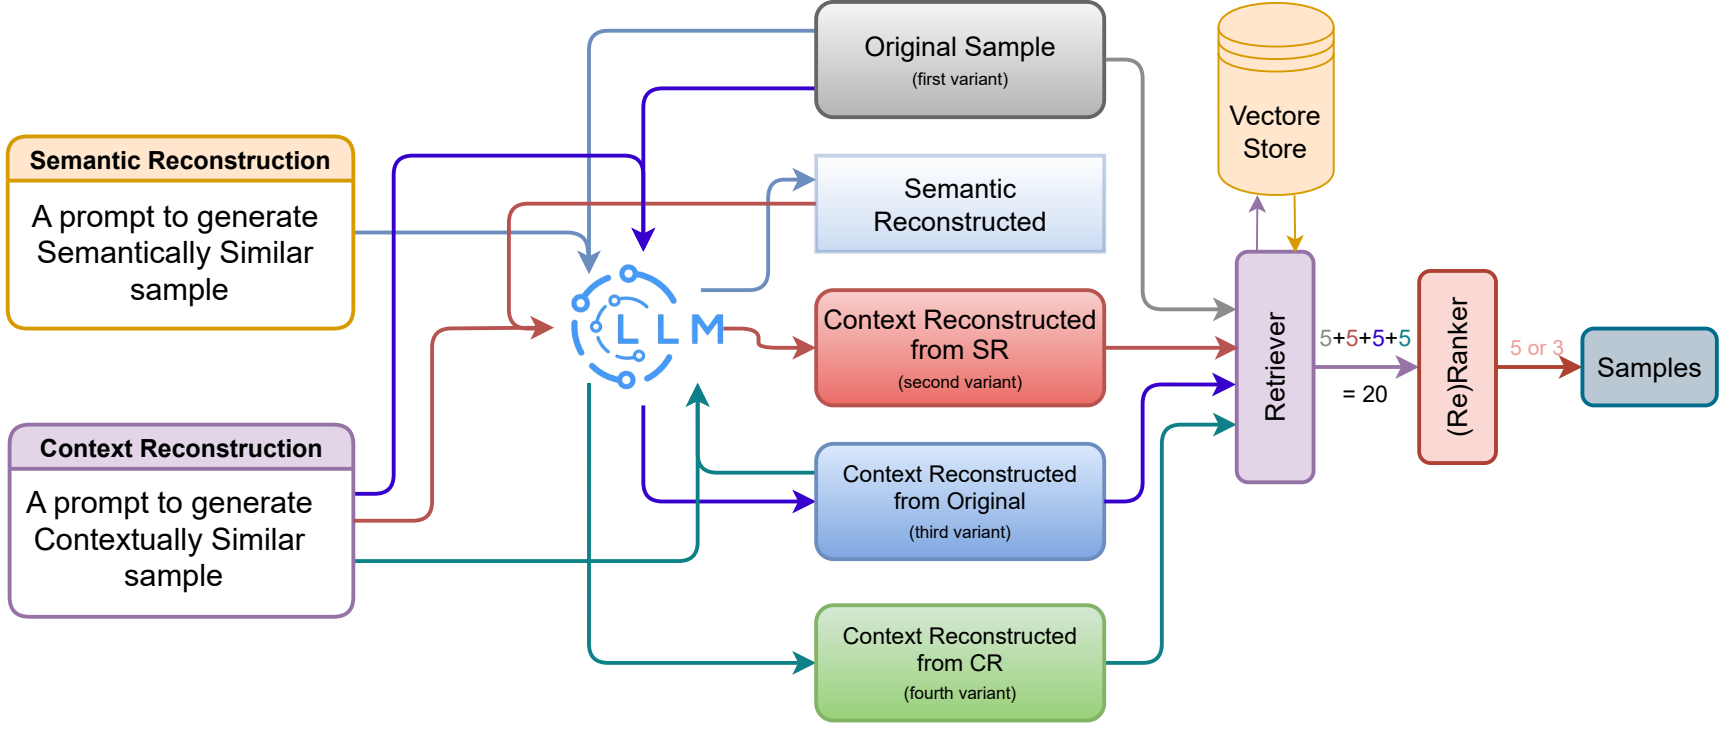 Original Sample
(first variant)
Vectore
Store
Semantic Reconstruction
A prompt to generate
Semantically Similar
sample
Semantic
Reconstructed
LLM
Context Reconstructed
from SR
(second variant)
Retriever
5+5+5+5
= 20
(Re)Ranker
5 or 3
Samples
Context Reconstruction
A prompt to generate
Contextually Similar
sample
Context Reconstructed
from Original
(third variant)
Context Reconstructed
from CR
(fourth variant)